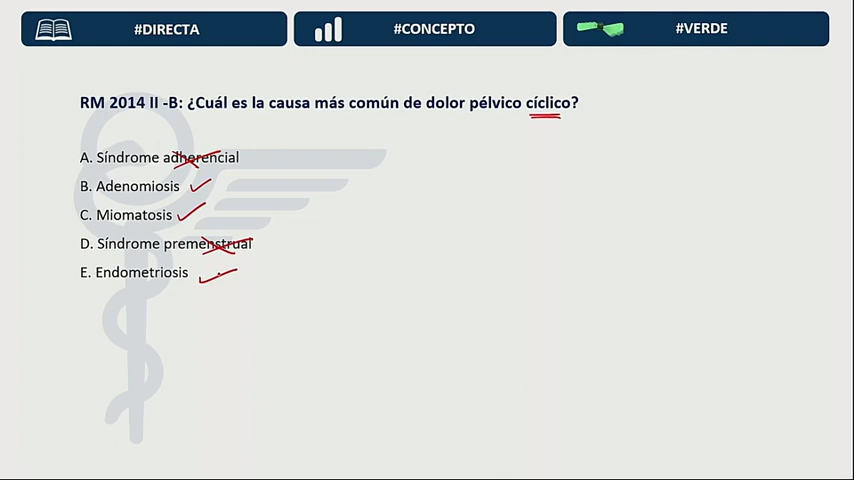 #DIRECTA
#CONCEPTO
#VERDE
RM 2014 II -B: ¿Cuál es la causa más común de dolor pélvico cíclico?
A. Síndrome adherencial
B. Adenomiosis
C. Miomatosis
D. Síndrome premenstrual
E. Endometriosis